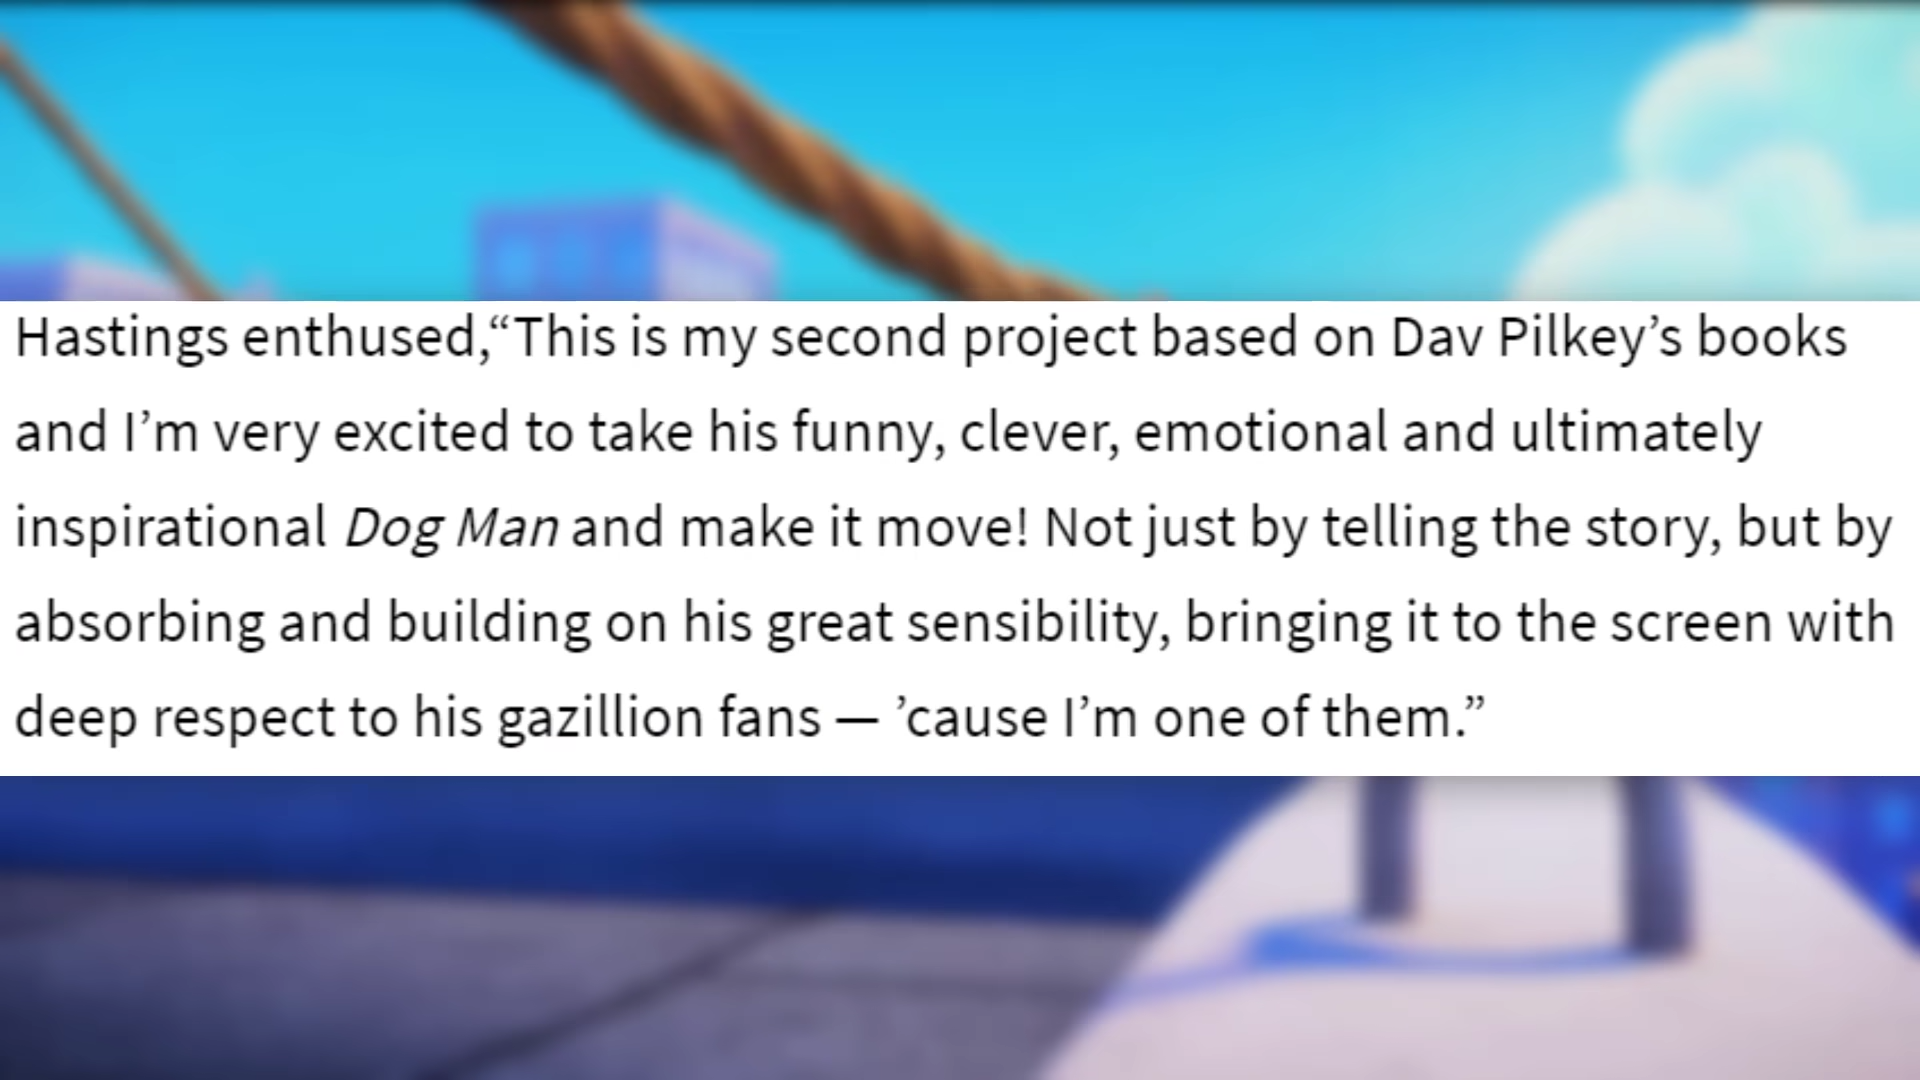 Hastings enthused,“This is my second project based on Dav Pilkey’s books
and I’m very excited to take his funny, clever, emotional and ultimately
inspirational Dog Man and make it move! Not just by telling the story, but by
absorbing and building on his great sensibility, bringing it to the screen with
deep respect to his gazillion fans — ’cause I’m one of them.”